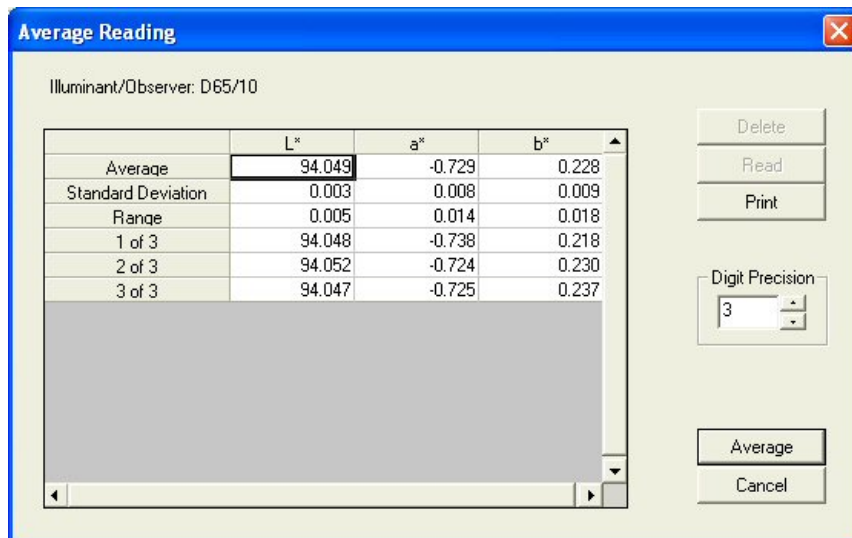 Average Reading
Illuminant/Observer: D65/10
L* a* b*
Average 94.049 -0.729 0.228
Standard Deviation 0.003 0.008 0.009
Range 0.005 0.014 0.018
1 of 3 94.048 -0.738 0.218
2 of 3 94.052 -0.724 0.230
3 of 3 94.047 -0.725 0.237
Delete
Read
Print
Digit Precision
3
Average
Cancel